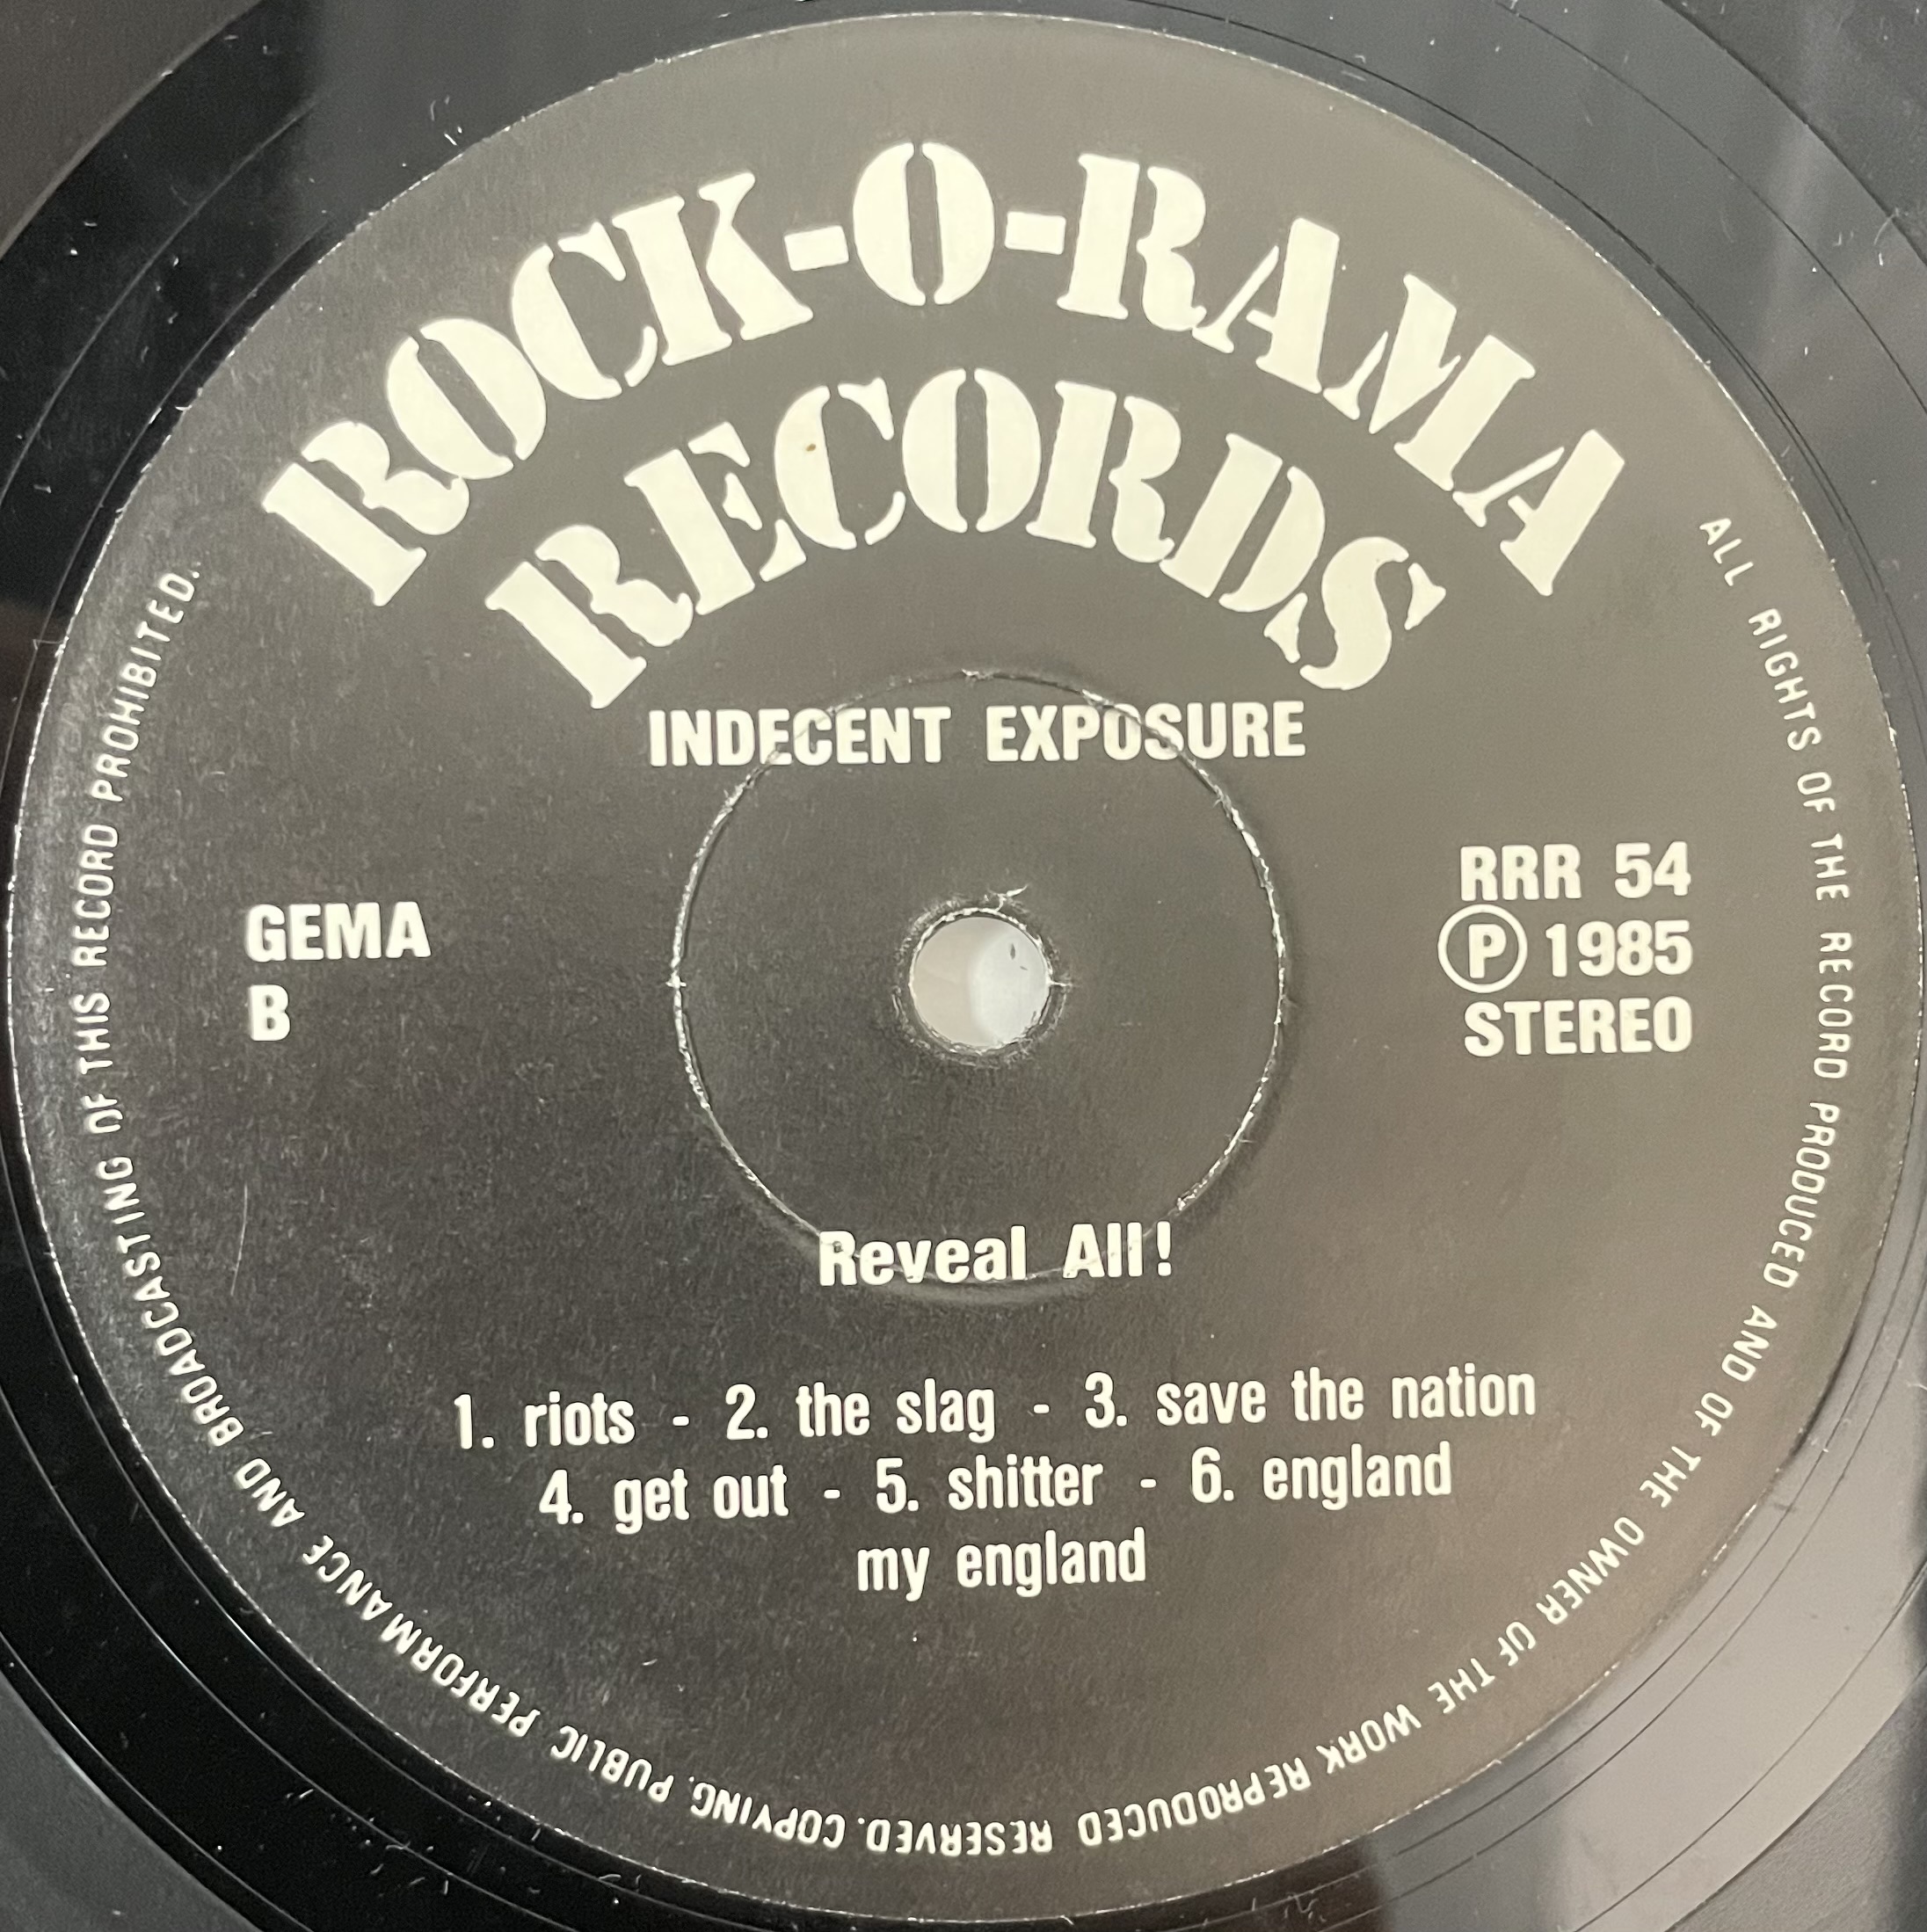 ROCK-O-RAMA
RECORDS
INDECENT EXPOSURE
GEMA
B
RRR 54
Ⓟ 1985
STEREO
Reveal All!
1. riots - 2. the slag - 3. save the nation
4. get out - 5. shitter - 6. england
my england
ALL RIGHTS OF THE RECORD PRODUCED AND OF THE OWNER OF THE WORK REPRODUCED RESERVED. COPYING. PUBLIC PERFORMANCE AND BROADCASTING OF THIS RECORD PROHIBITED.